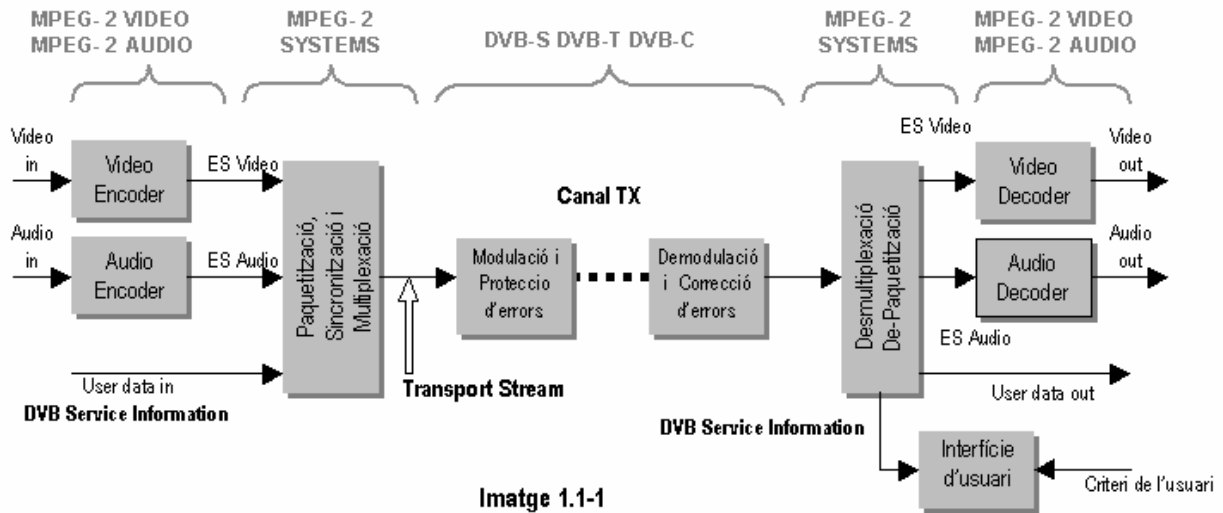 MPEG- 2 VIDEO
MPEG- 2 AUDIO
MPEG- 2
SYSTEMS
DVB-S DVB-T DVB-C
MPEG- 2
SYSTEMS
MPEG- 2 VIDEO
MPEG- 2 AUDIO
Video
in
Video
Encoder
ES Video
Audio
in
Audio
Encoder
ES Audio
User data in
DVB Service Information
Paquetització,
Sincronització i
Multiplexació
Transport Stream
Canal TX
Modulació i
Proteccio
d'errors
Demodulació
i Correcció
d'errors
Desmultiplexació
De-Paquetització
ES Video
Video
Decoder
Video
out
Audio
Decoder
Audio
out
ES Audio
User data out
DVB Service Information
Interfície
d'usuari
Criteri de l'usuari
Imatge 1.1-1